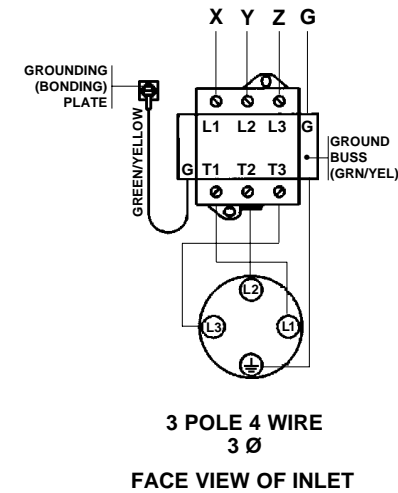 X Y Z G
GROUNDING
(BONDING)
PLATE
GREEN/YELLOW
L1 L2 L3 G
GROUND
BUSS
(GRN/YEL)
G T1 T2 T3
L2
L3 L1
3 POLE 4 WIRE
3 Ø
FACE VIEW OF INLET